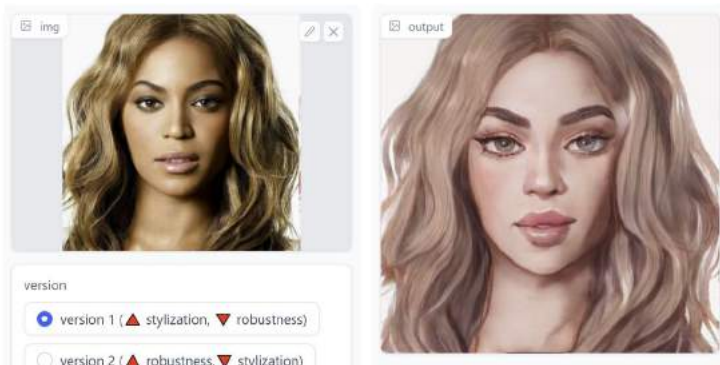 img
output
version
version 1 (🔺 stylization, 🔻 robustness)
version 2 (🔺 robustness,🔻 stylization)